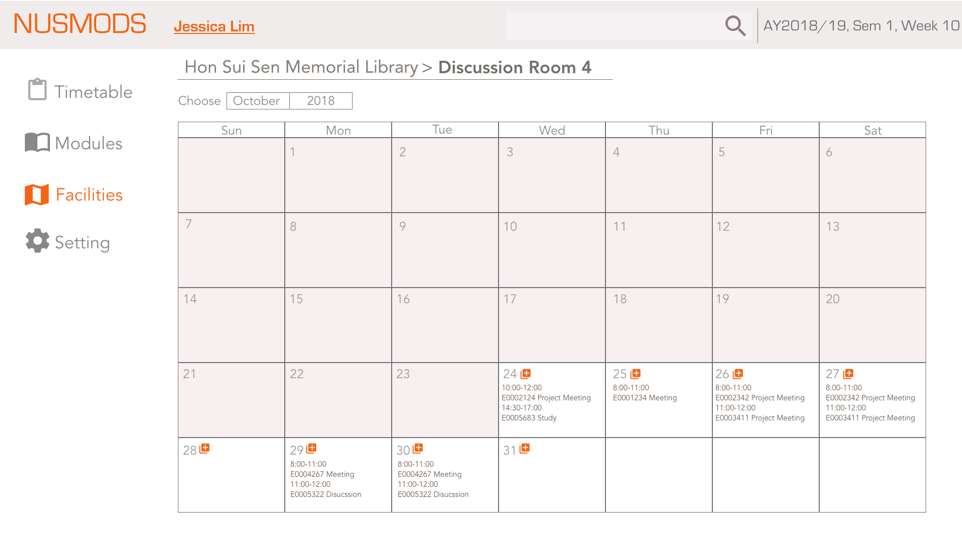 NUSMODS
Jessica Lim
AY2018/19, Sem 1, Week 10
Timetable
Modules
Facilities
Setting
Hon Sui Sen Memorial Library > Discussion Room 4
Choose October 2018
Sun Mon Tue Wed Thu Fri Sat
1 2 3 4 5 6
7 8 9 10 11 12 13
14 15 16 17 18 19 20
21 22 23
24
10:00-12:00
E0002124 Project Meeting
14:30-17:00
E0005683 Study
25
8:00-11:00
E0001234 Meeting
26
8:00-11:00
E0002342 Project Meeting
11:00-12:00
E0003411 Project Meeting
27
8:00-11:00
E0002342 Project Meeting
11:00-12:00
E0003411 Project Meeting
28
29
8:00-11:00
E0004267 Meeting
11:00-12:00
E0005322 Disucssion
30
8:00-11:00
E0004267 Meeting
11:00-12:00
E0005322 Disucssion
31